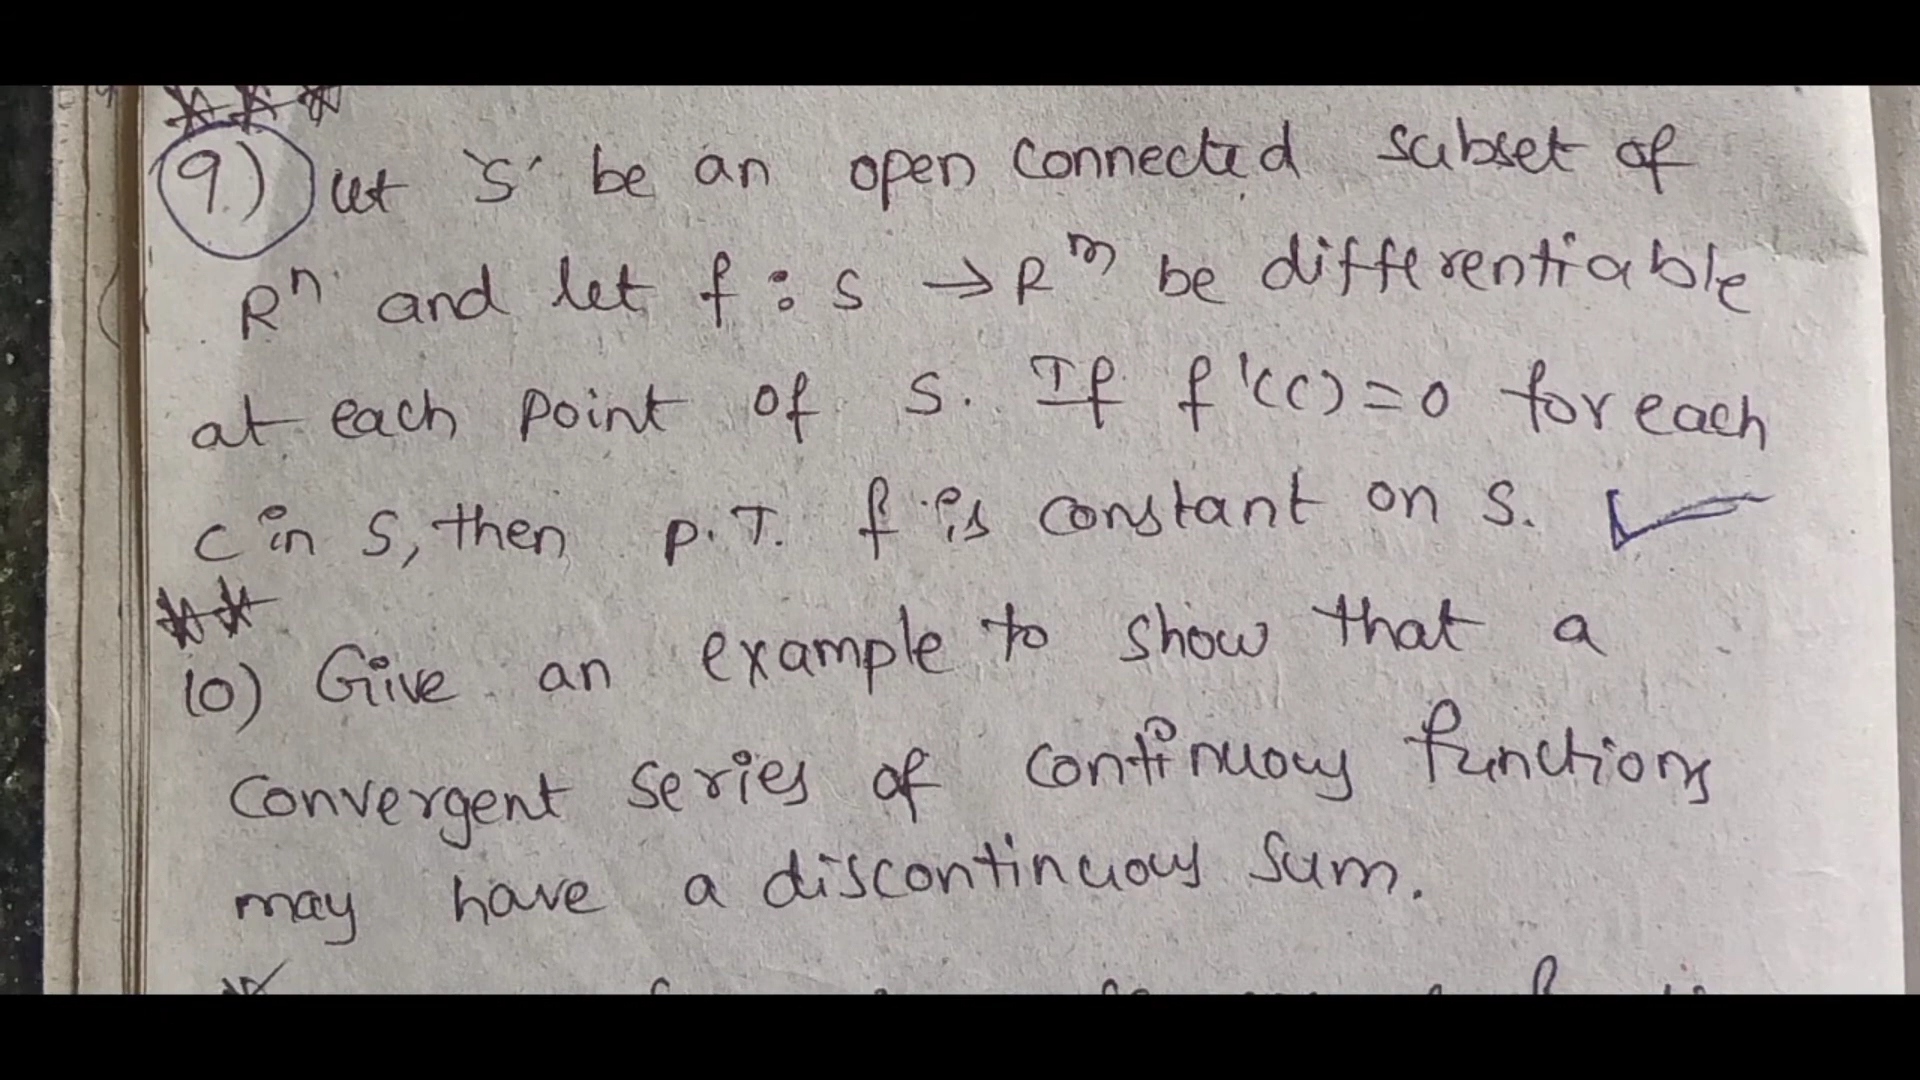 ***
9.) Let 'S' be an open connected subset of
Rⁿ and let f : S → Rᵐ be differentiable
at each point of S. If f'(c)=0 for each
c in S, then p.T. f is constant on S. ✓
**
10) Give an example to show that a
convergent series of continuous functions
may have a discontinuous sum.